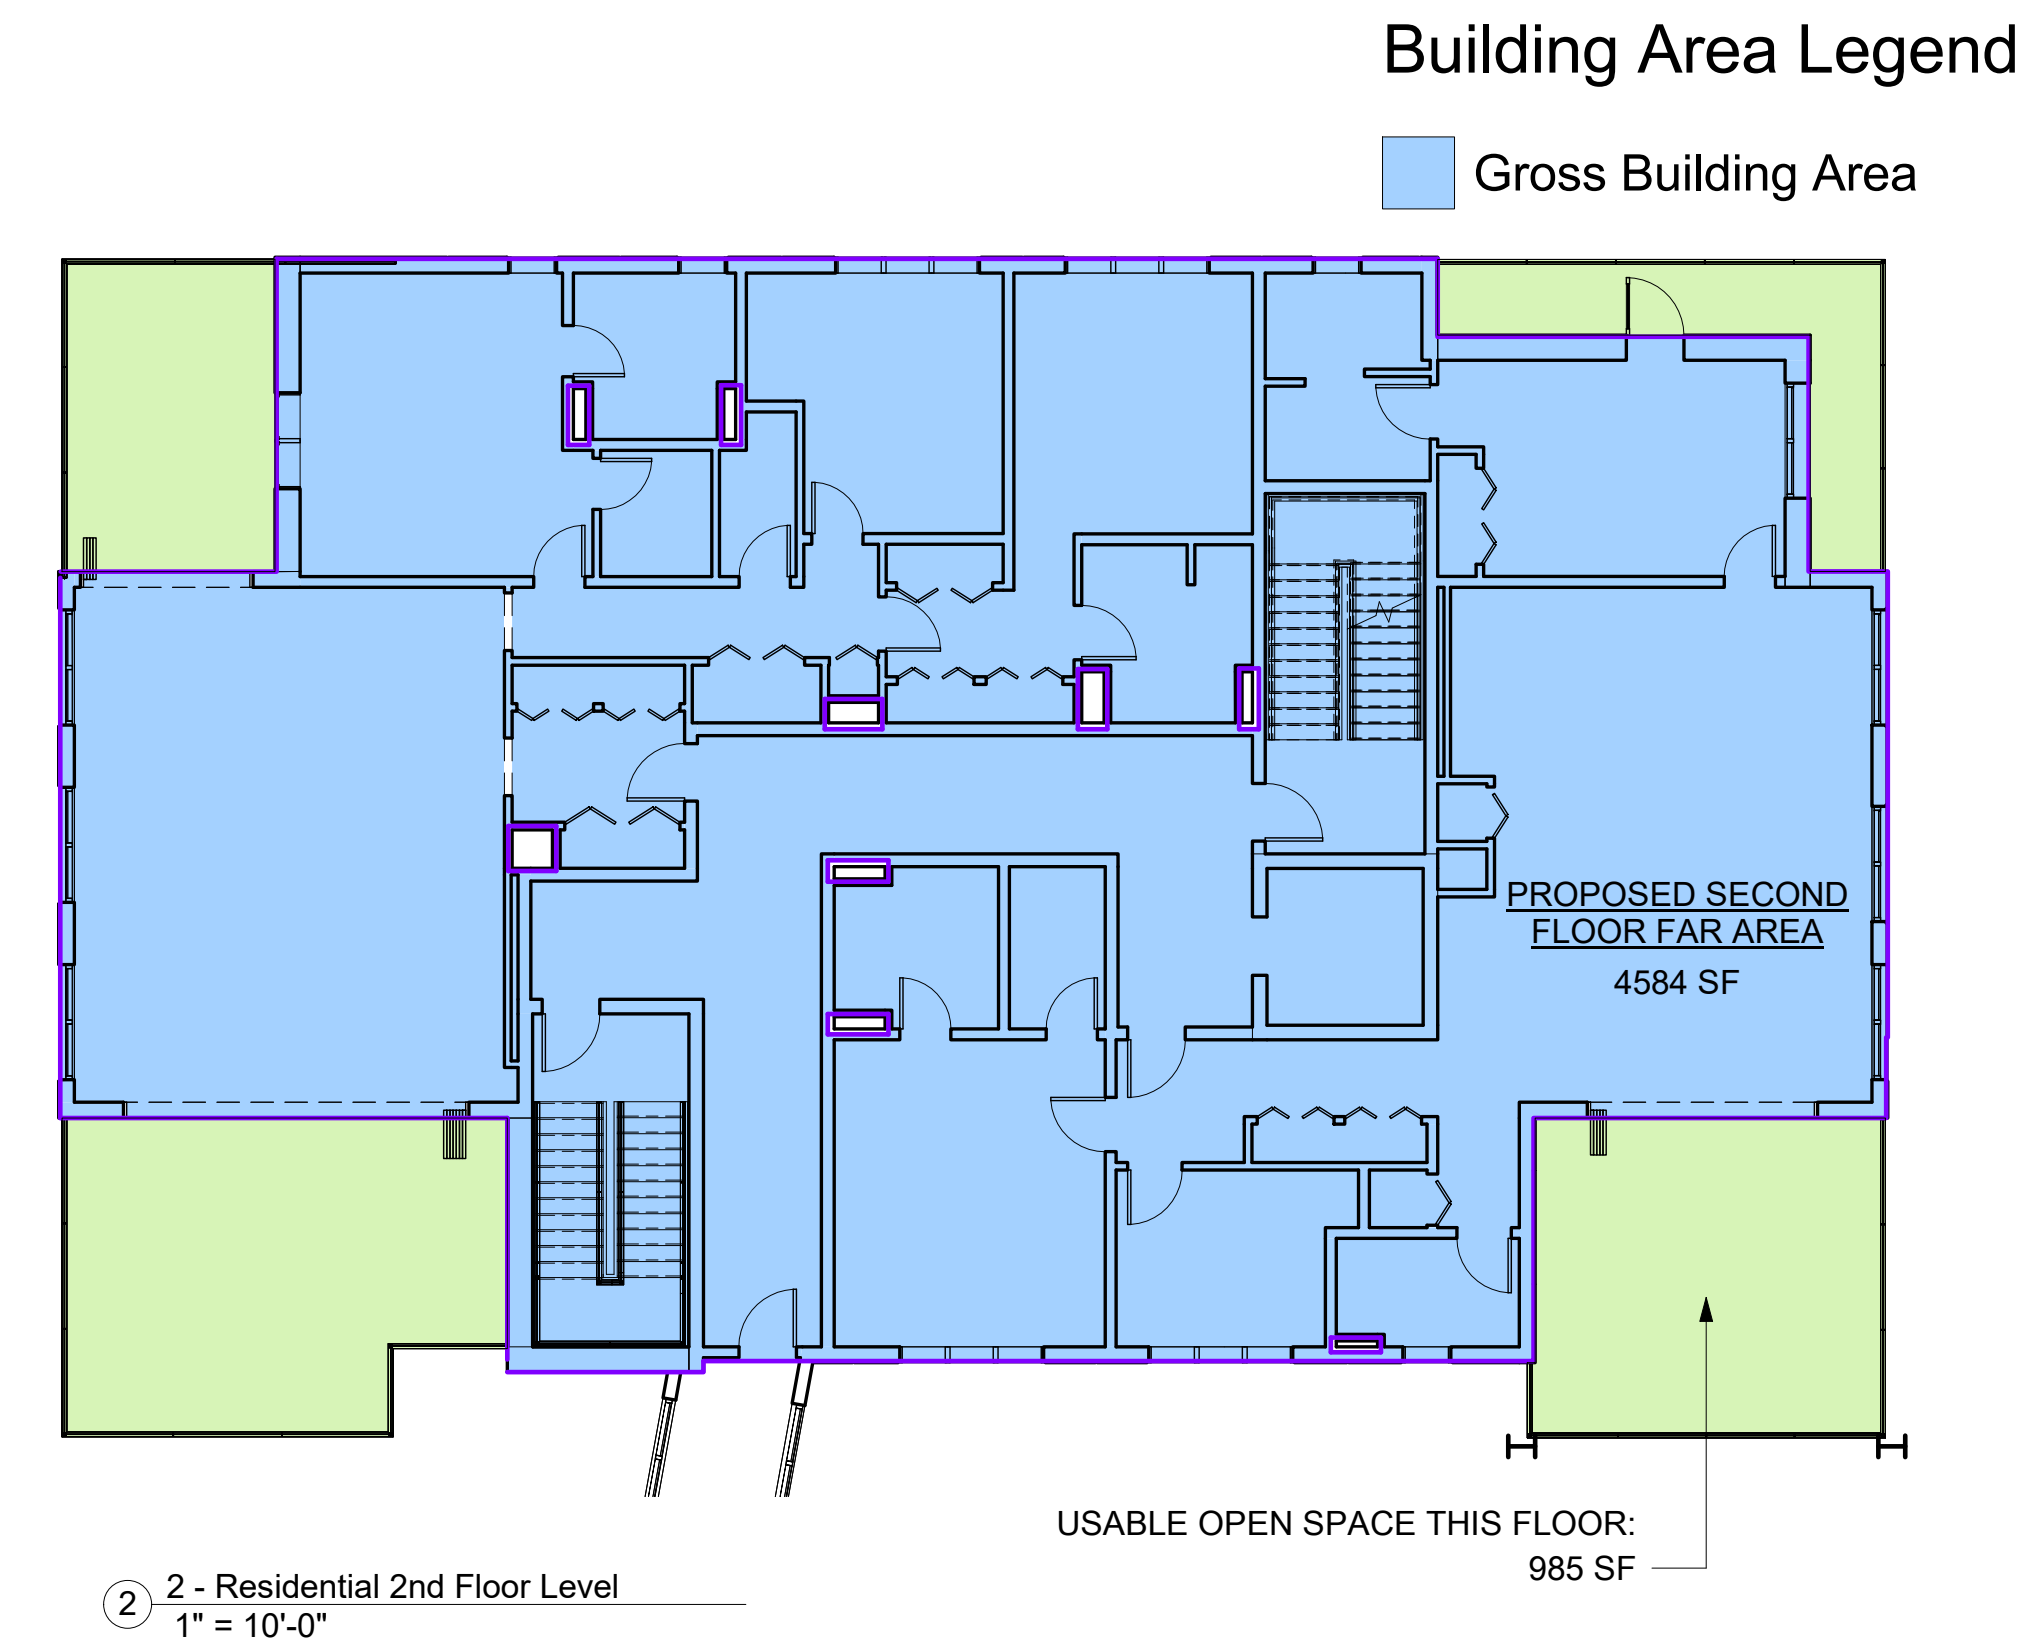 Building Area Legend
Gross Building Area
PROPOSED SECOND
FLOOR FAR AREA
4584 SF
USABLE OPEN SPACE THIS FLOOR:
985 SF
2
2 - Residential 2nd Floor Level
1" = 10'-0"